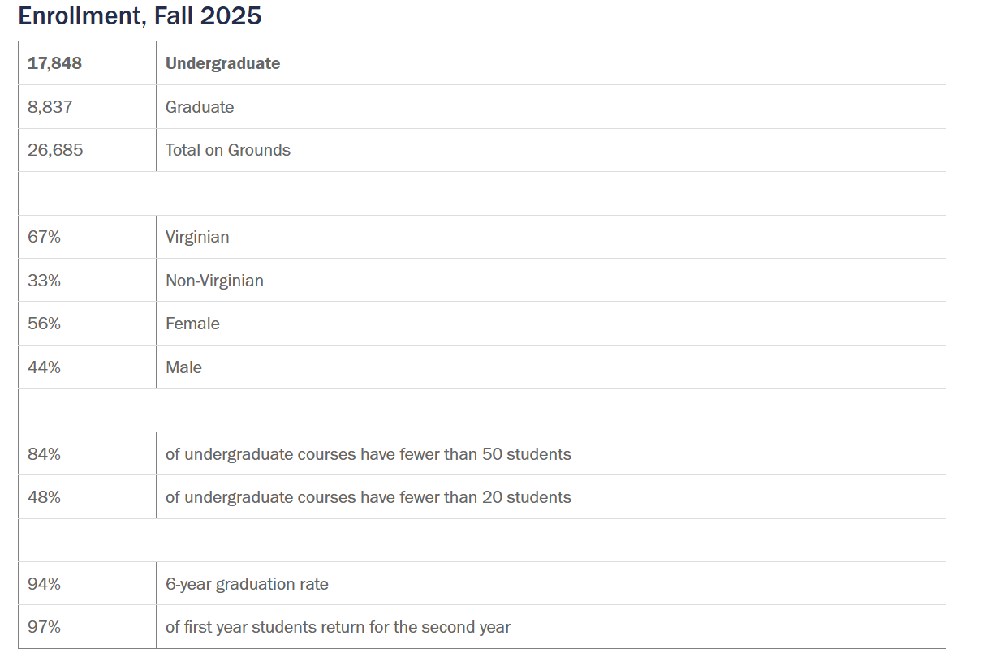 Enrollment, Fall 2025
17,848 Undergraduate
8,837 Graduate
26,685 Total on Grounds
67% Virginian
33% Non-Virginian
56% Female
44% Male
84% of undergraduate courses have fewer than 50 students
48% of undergraduate courses have fewer than 20 students
94% 6-year graduation rate
97% of first year students return for the second year